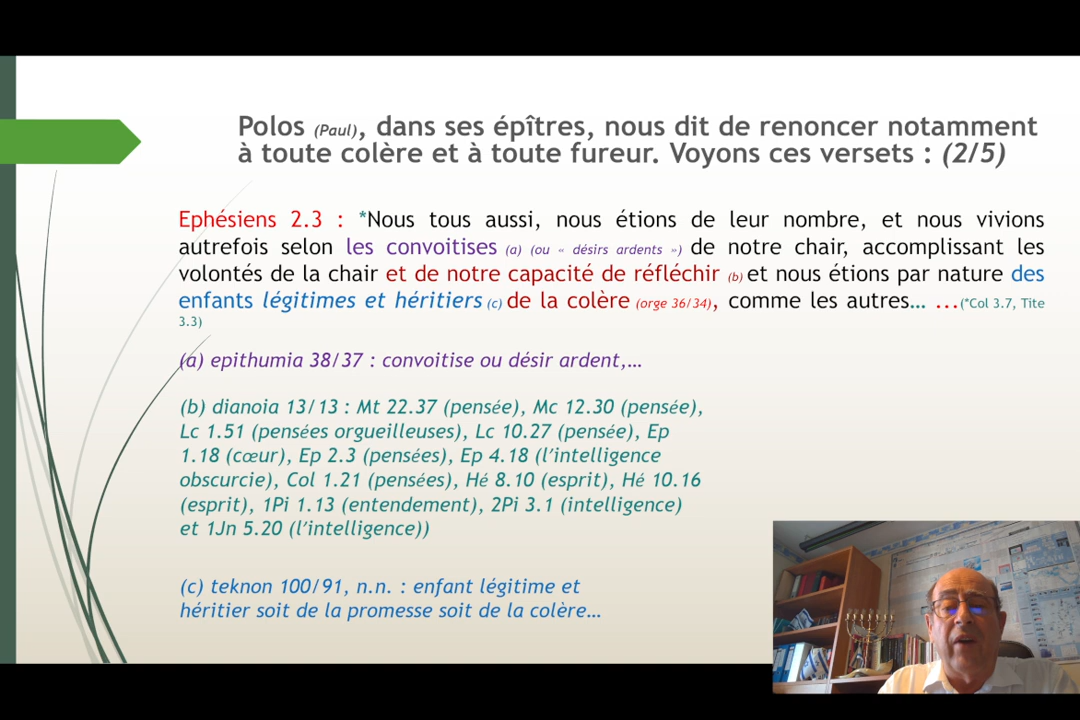 Polos (Paul), dans ses épîtres, nous dit de renoncer notamment
à toute colère et à toute fureur. Voyons ces versets : (2/5)
Ephésiens 2.3 : *Nous tous aussi, nous étions de leur nombre, et nous vivions
autrefois selon les convoitises (a) (ou « désirs ardents ») de notre chair, accomplissant les
volontés de la chair et de notre capacité de réfléchir (b) et nous étions par nature des
enfants légitimes et héritiers (c) de la colère (orge 36/34), comme les autres… ...(*Col 3.7, Tite
3.3)
(a) epithumia 38/37 : convoitise ou désir ardent,…
(b) dianoia 13/13 : Mt 22.37 (pensée), Mc 12.30 (pensée),
Lc 1.51 (pensées orgueilleuses), Lc 10.27 (pensée), Ep
1.18 (cœur), Ep 2.3 (pensées), Ep 4.18 (l’intelligence
obscurcie), Col 1.21 (pensées), Hé 8.10 (esprit), Hé 10.16
(esprit), 1Pi 1.13 (entendement), 2Pi 3.1 (intelligence)
et 1Jn 5.20 (l’intelligence))
(c) teknon 100/91, n.n. : enfant légitime et
héritier soit de la promesse soit de la colère…